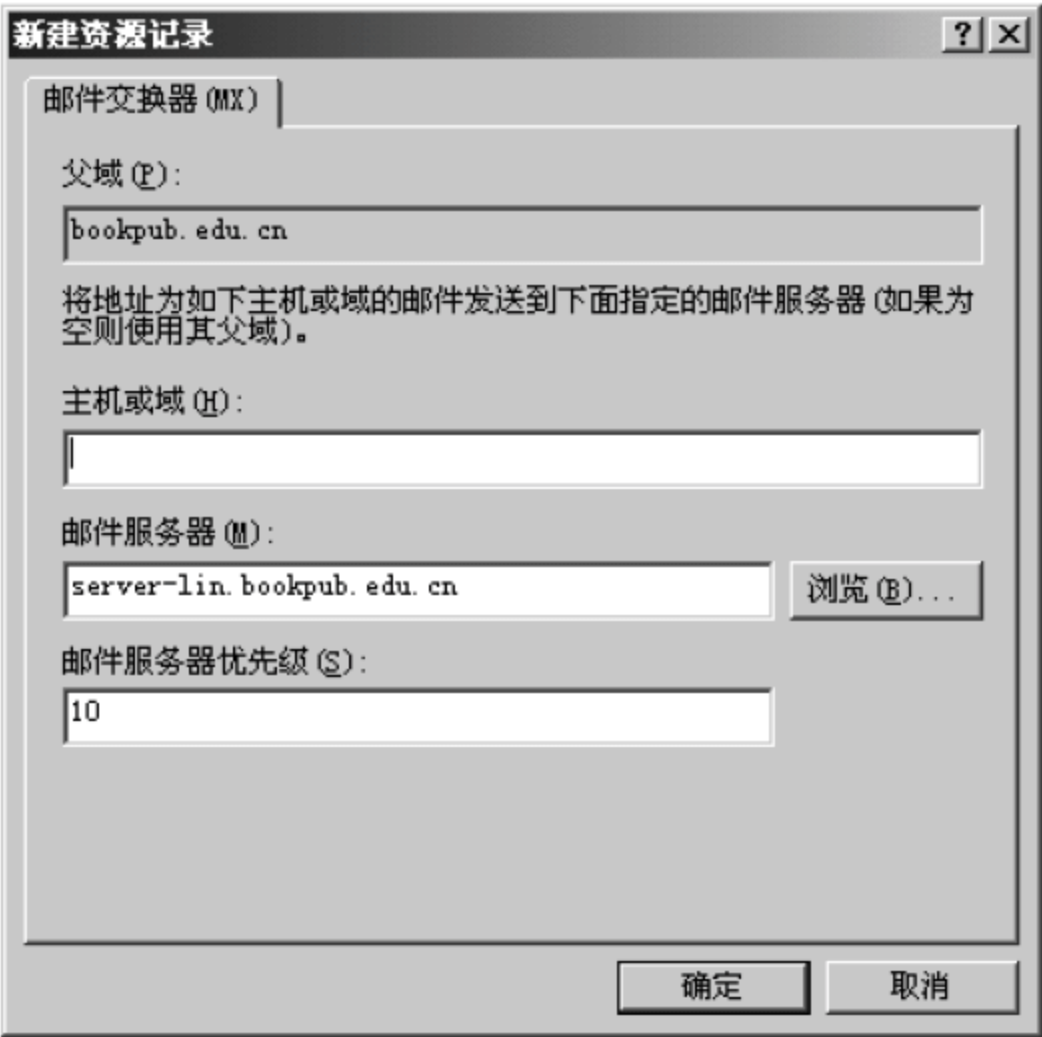 新建资源记录
邮件交换器(MX)
父域(P):
bookpub.edu.cn
将地址为如下主机或域的邮件发送到下面指定的邮件服务器(如果为
空则使用其父域)。
主机或域(H):
邮件服务器(M):
server-lin.bookpub.edu.cn
浏览(B)...
邮件服务器优先级(S):
10
确定
取消